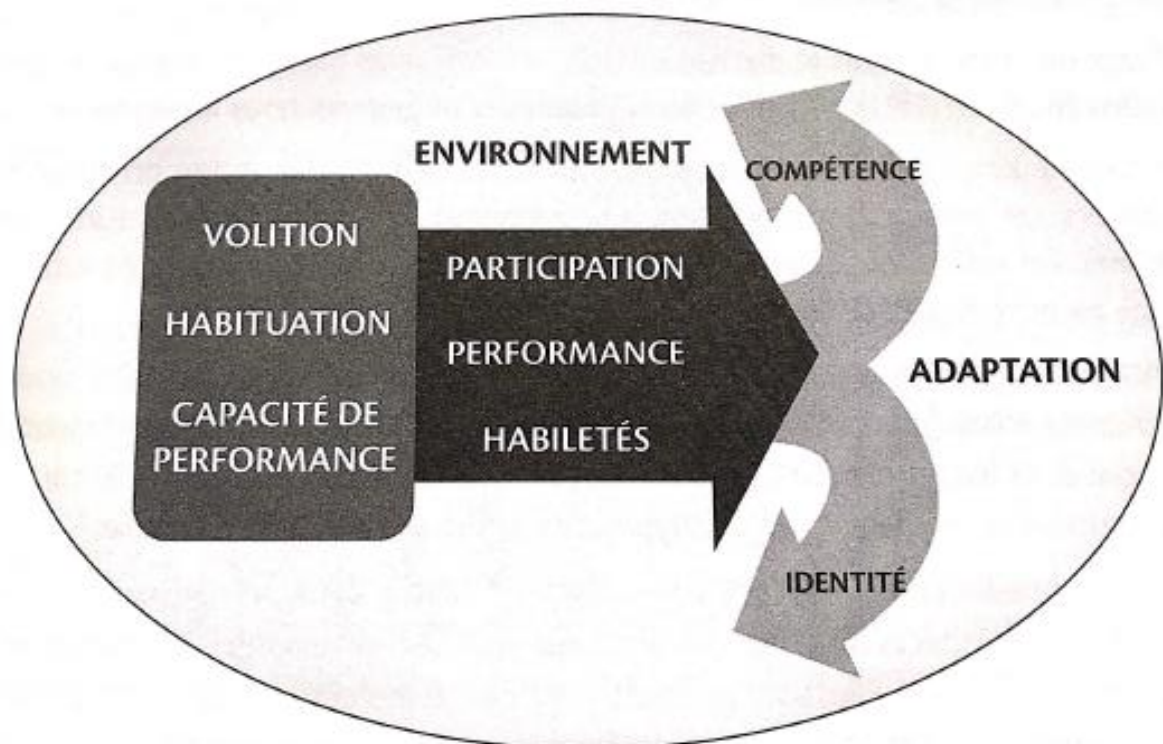 ENVIRONNEMENT
VOLITION
HABITUATION
CAPACITÉ DE
PERFORMANCE
PARTICIPATION
PERFORMANCE
HABILETÉS
COMPÉTENCE
ADAPTATION
IDENTITÉ